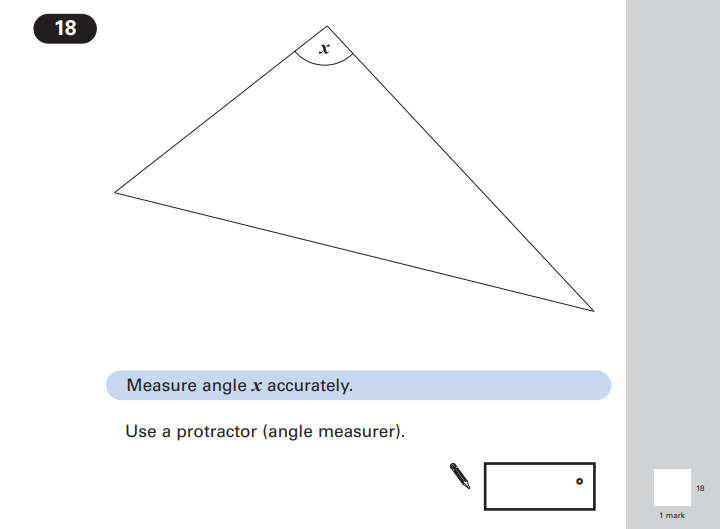 18
x
Measure angle x accurately.
Use a protractor (angle measurer).
°
18
1 mark